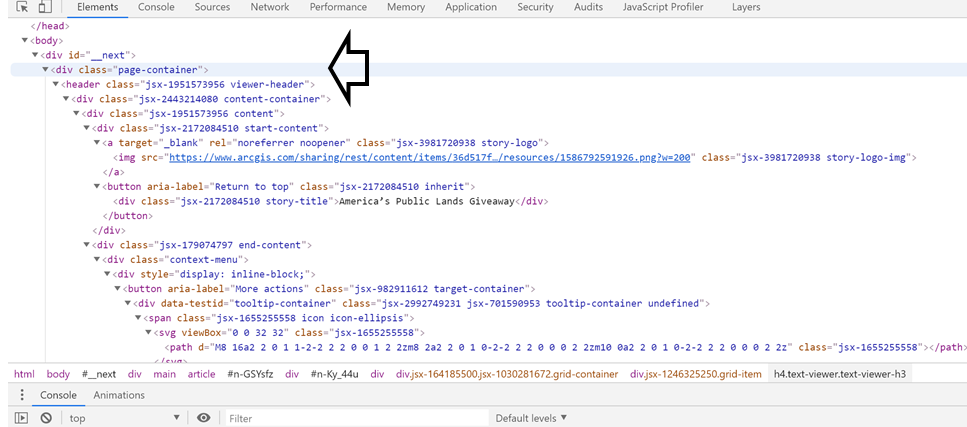 Elements Console Sources Network Performance Memory Application Security Audits JavaScript Profiler Layers
</head>
<body>
<div id="__next">
<div class="page-container">
<header class="jsx-1951573956 viewer-header">
<div class="jsx-2443214080 content-container">
<div class="jsx-1951573956 content">
<div class="jsx-2172084510 start-content">
<a target="_blank" rel="noreferrer noopener" class="jsx-3981720938 story-logo">
<img src="https://www.arcgis.com/sharing/rest/content/items/36d517f…/resources/1586792591926.png?w=200" class="jsx-3981720938 story-logo-img">
</a>
<button aria-label="Return to top" class="jsx-2172084510 inherit">
<div class="jsx-2172084510 story-title">America’s Public Lands Giveaway</div>
</button>
</div>
<div class="jsx-179074797 end-content">
<div class="context-menu">
<div style="display: inline-block;">
<button aria-label="More actions" class="jsx-982911612 target-container">
<div data-testid="tooltip-container" class="jsx-2992749231 jsx-701590953 tooltip-container undefined">
<span class="jsx-1655255558 icon icon-ellipsis">
<svg viewBox="0 0 32 32" class="jsx-1655255558">
<path d="M8 16a2 2 0 1 1-2-2 2 2 0 0 1 2 2zm8 2a2 2 0 1 0-2-2 2 2 0 0 0 2 2zm10 0a2 2 0 1 0-2-2 2 2 0 0 0 2 2z" class="jsx-1655255558"></path>
</svg>
html body #__next div main article #n-GSYsfz div #n-Ky_44u div div.jsx-164185500.jsx-1030281672.grid-container div.jsx-1246325250.grid-item h4.text-viewer.text-viewer-h3
Console Animations
top Filter Default levels